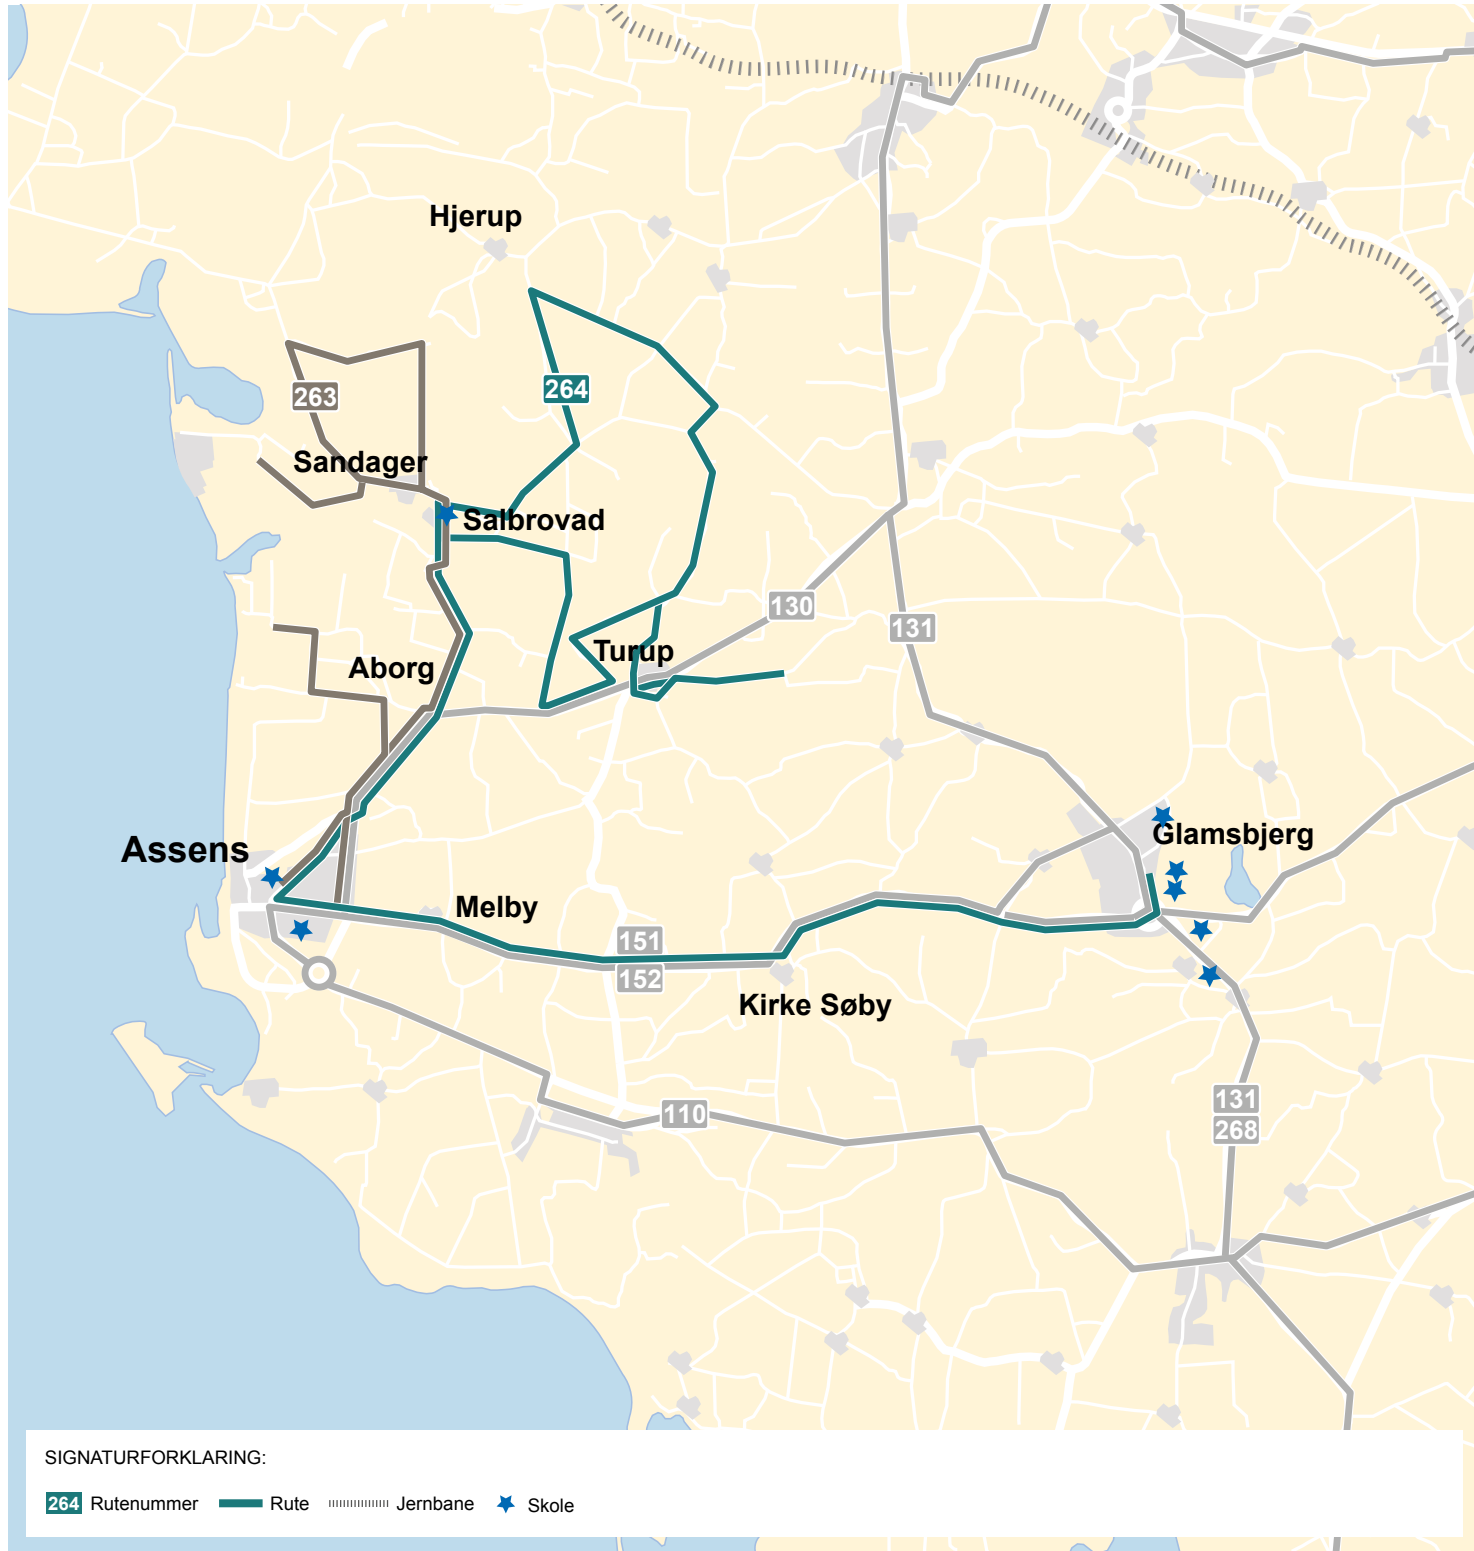 Hjerup
263
264
Sandager
Salbrovad
130
131
Turup
Aborg
Glamsbjerg
Assens
Melby
151
152
Kirke Søby
131
110
268
SIGNATURFORKLARING:
264 Rutenummer Rute Jernbane Skole